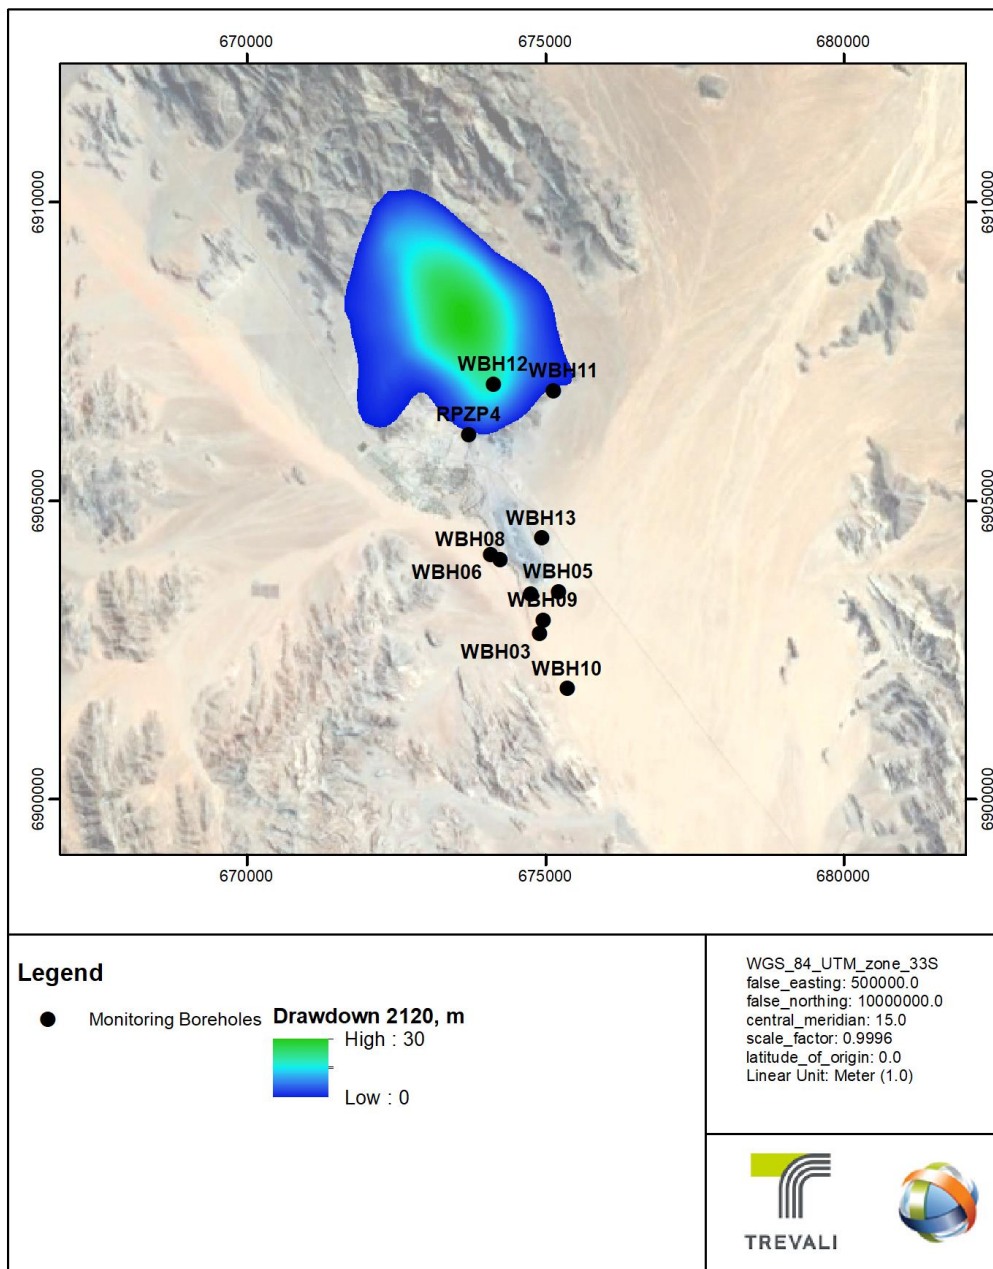 670000
675000
680000
6910000
6910000
WBH12
WBH11
RPZP4
6905000
6905000
WBH13
WBH08
WBH06
WBH05
WBH09
WBH03
WBH10
6900000
6900000
670000
675000
680000
Legend
Monitoring Boreholes
Drawdown 2120, m
High : 30
Low : 0
WGS_84_UTM_zone_33S
false_easting: 500000.0
false_northing: 10000000.0
central_meridian: 15.0
scale_factor: 0.9996
latitude_of_origin: 0.0
Linear Unit: Meter (1.0)
TREVALI